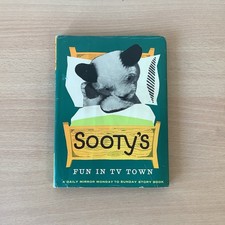 SOOTY'S
FUN IN TV TOWN
A DAILY MIRROR MONDAY TO SUNDAY STORY BOOK